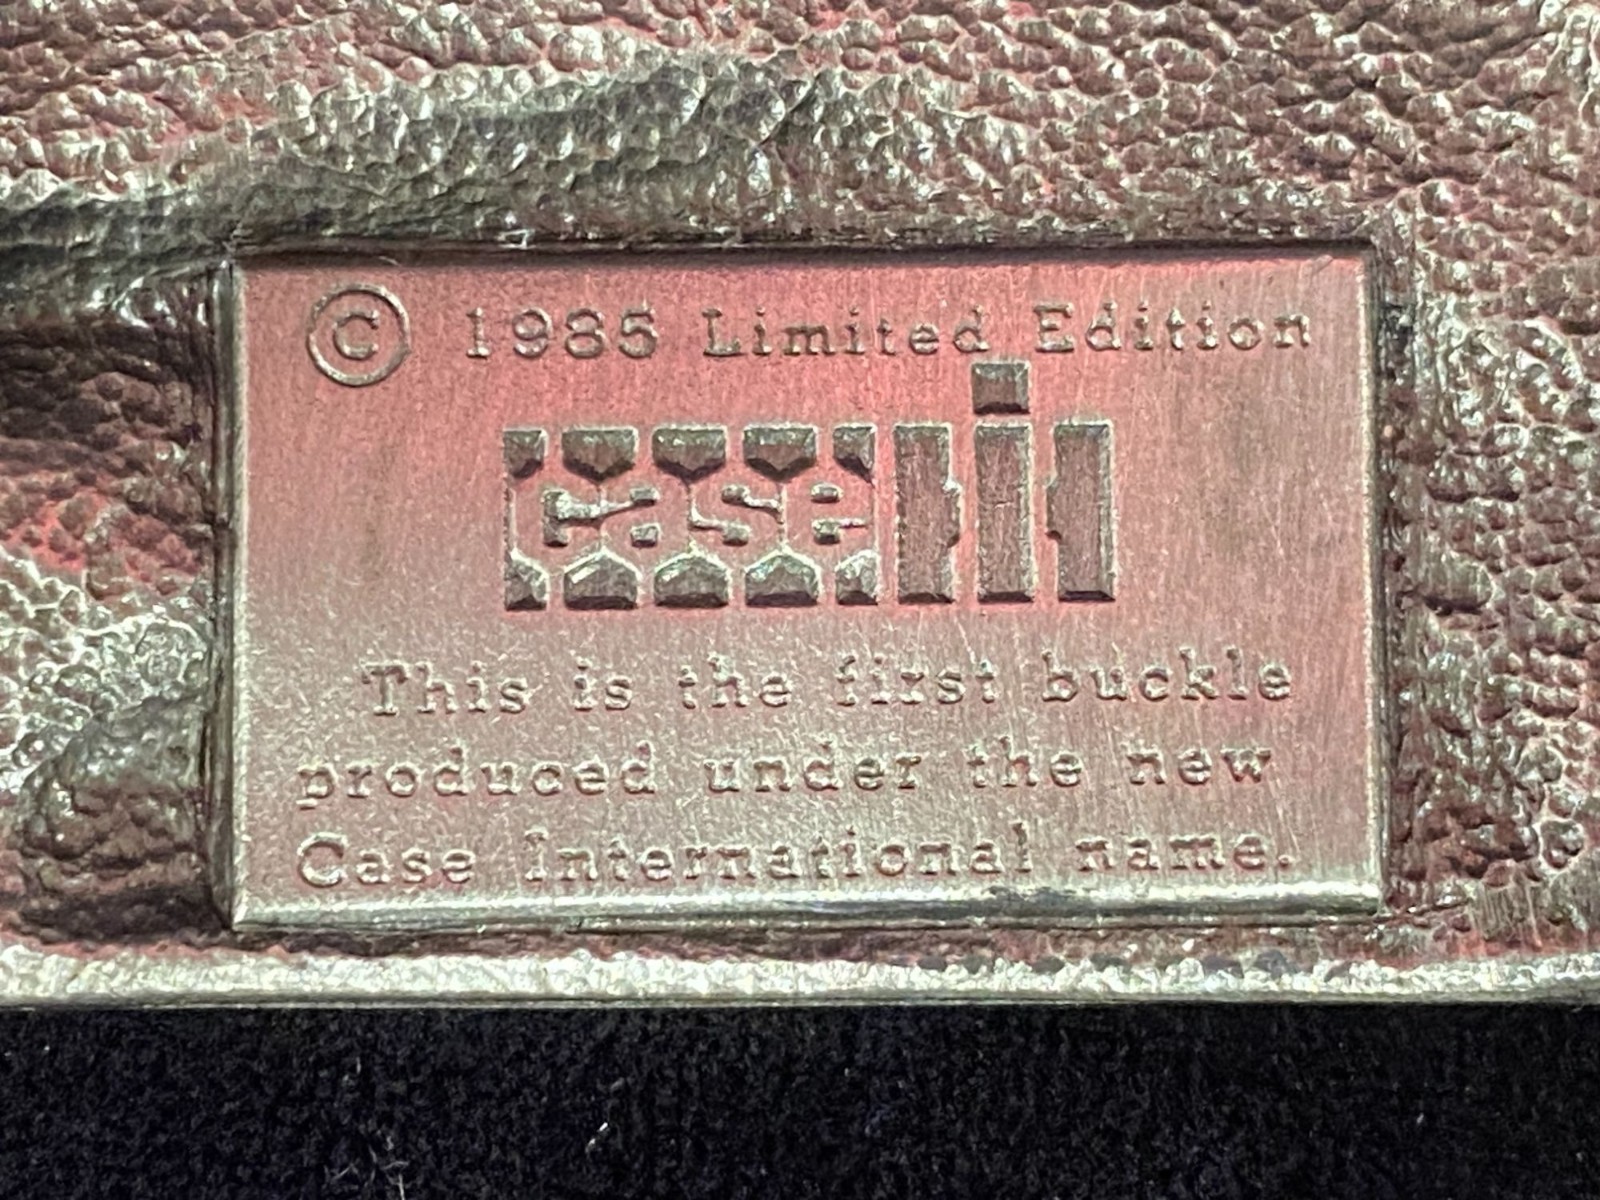 © 1985 Limited Edition
case ih
This is the first buckle
produced under the new
Case International name.